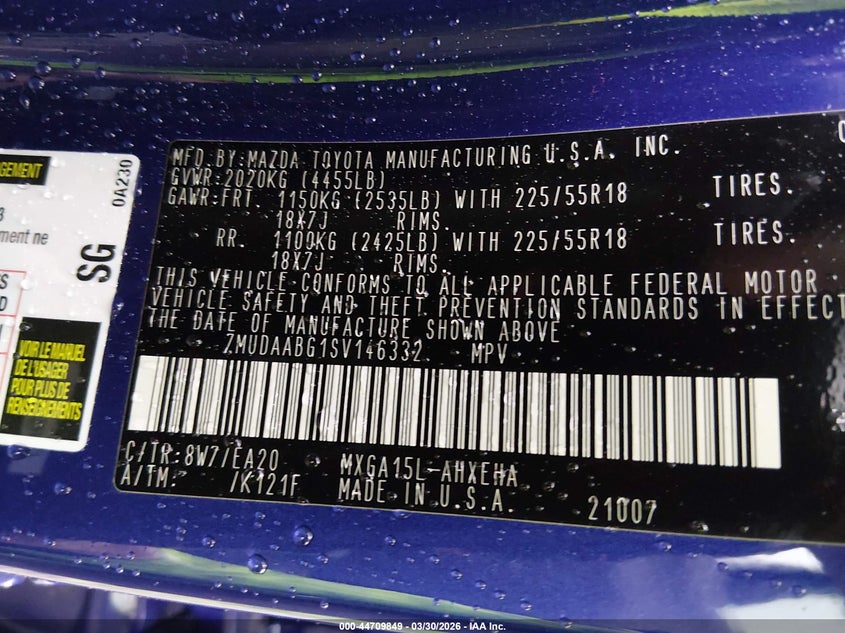 MFD.BY:MAZDA TOYOTA MANUFACTURING U.S.A. INC.
GVWR:2020KG (4455LB)
GAWR:FRT. 1150KG (2535LB) WITH 225/55R18 TIRES.
18X7J RIMS
RR. 1100KG (2425LB) WITH 225/55R18 TIRES.
18X7J RIMS.
THIS VEHICLE CONFORMS TO ALL APPLICABLE FEDERAL MOTOR
VEHICLE SAFETY AND THEFT PREVENTION STANDARDS IN EFFECT
THE DATE OF MANUFACTURE SHOWN ABOVE
7MUDAABG1SV146332 MPV
C/TR:8W7/EA20 MXGA15L-AHXEHA
A/TM: /K121F MADE IN U.S.A.
21007
0A230
SG
ment ne
VOIR LE MANUEL
DE L'USAGER
POUR PLUS DE
RENSEIGNEMENTS
000-44709849 - 03/30/2026 - IAA Inc.